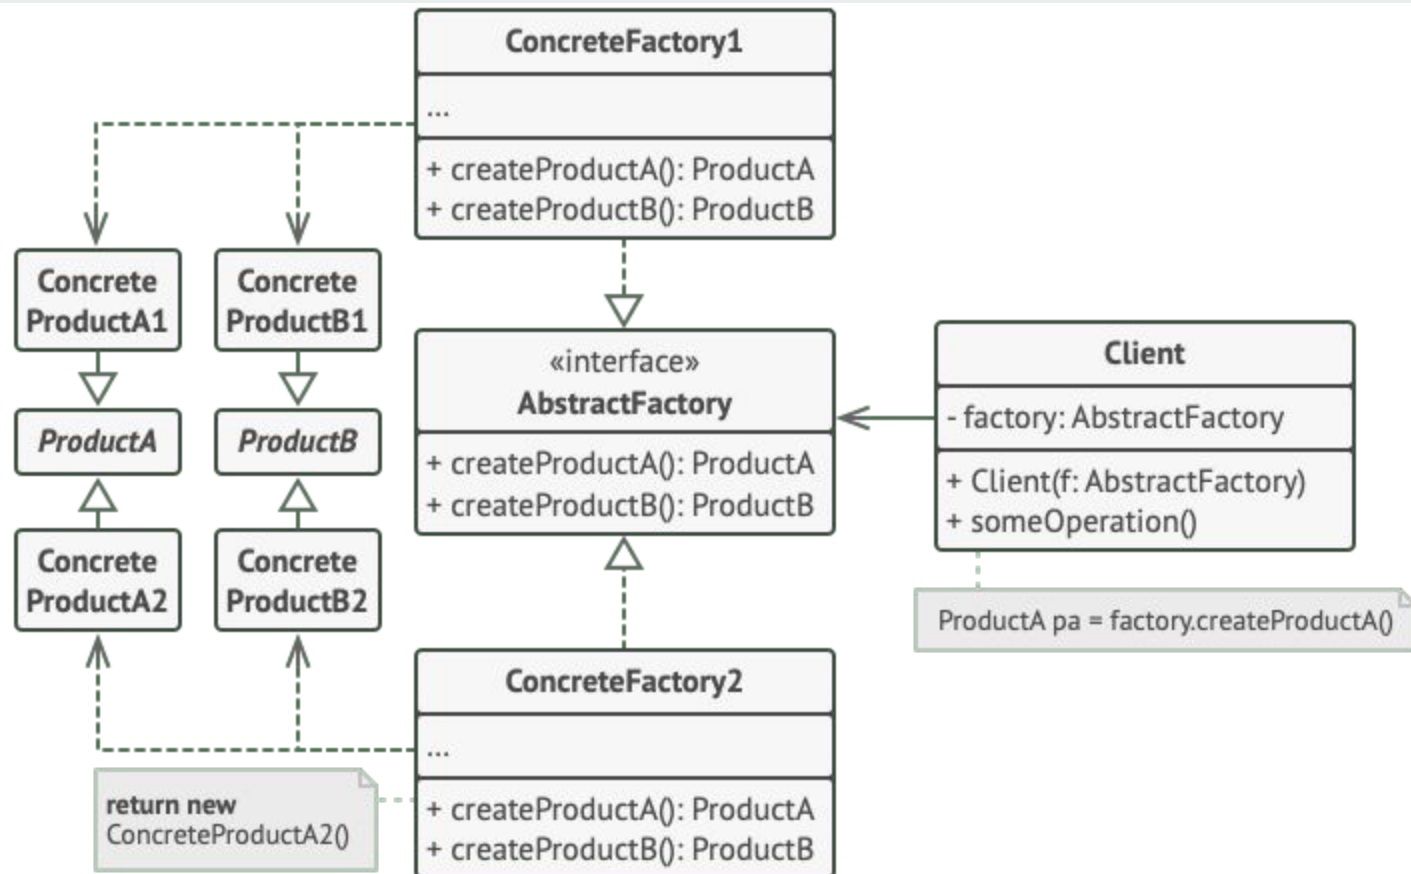 ConcreteFactory1
...
+ createProductA(): ProductA
+ createProductB(): ProductB
Concrete
ProductA1
Concrete
ProductB1
ProductA
ProductB
Concrete
ProductA2
Concrete
ProductB2
«interface»
AbstractFactory
+ createProductA(): ProductA
+ createProductB(): ProductB
Client
- factory: AbstractFactory
+ Client(f: AbstractFactory)
+ someOperation()
ProductA pa = factory.createProductA()
ConcreteFactory2
...
+ createProductA(): ProductA
+ createProductB(): ProductB
return new
ConcreteProductA2()